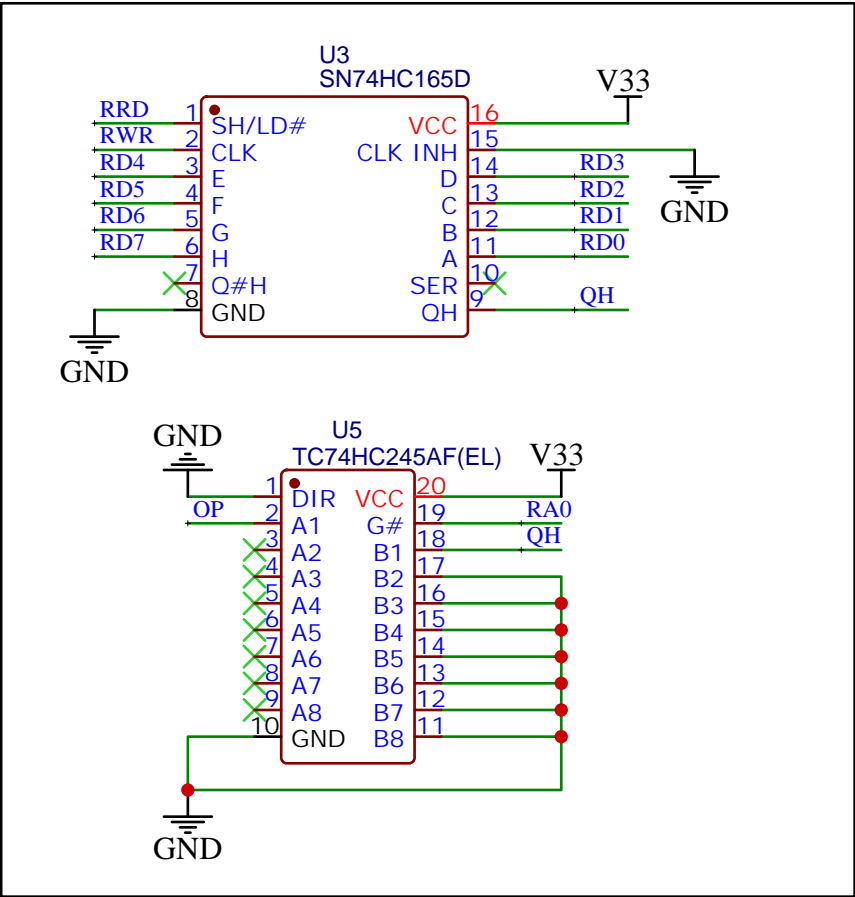 U3
SN74HC165D
V33
RRD 1 SH/LD# VCC 16
RWR 2 CLK CLK INH 15
RD4 3 E D 14 RD3
RD5 4 F C 13 RD2
RD6 5 G B 12 RD1
RD7 6 H A 11 RD0
7 Q#H SER 10
8 GND QH 9 QH
GND
GND
GND
U5
TC74HC245AF(EL)
V33
1 DIR VCC 20
OP 2 A1 G# 19 RA0
3 A2 B1 18 QH
4 A3 B2 17
5 A4 B3 16
6 A5 B4 15
7 A6 B5 14
8 A7 B6 13
9 A8 B7 12
10 GND B8 11
GND